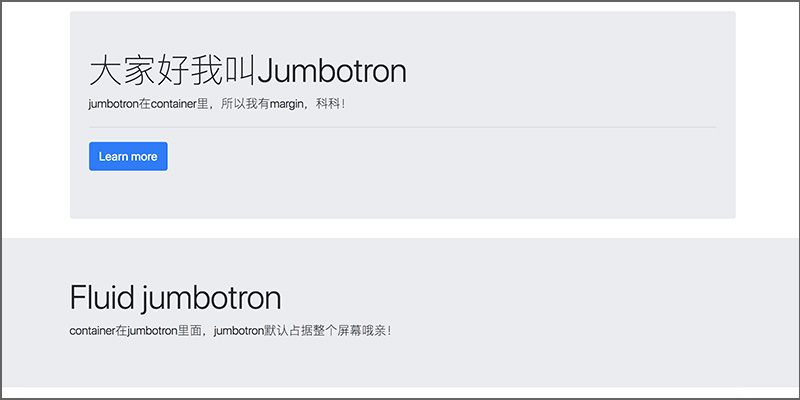 大家好我叫Jumbotron
jumbotron在container里，所以我有margin，科科！
Learn more
Fluid jumbotron
container在jumbotron里面，jumbotron默认占据整个屏幕哦亲！